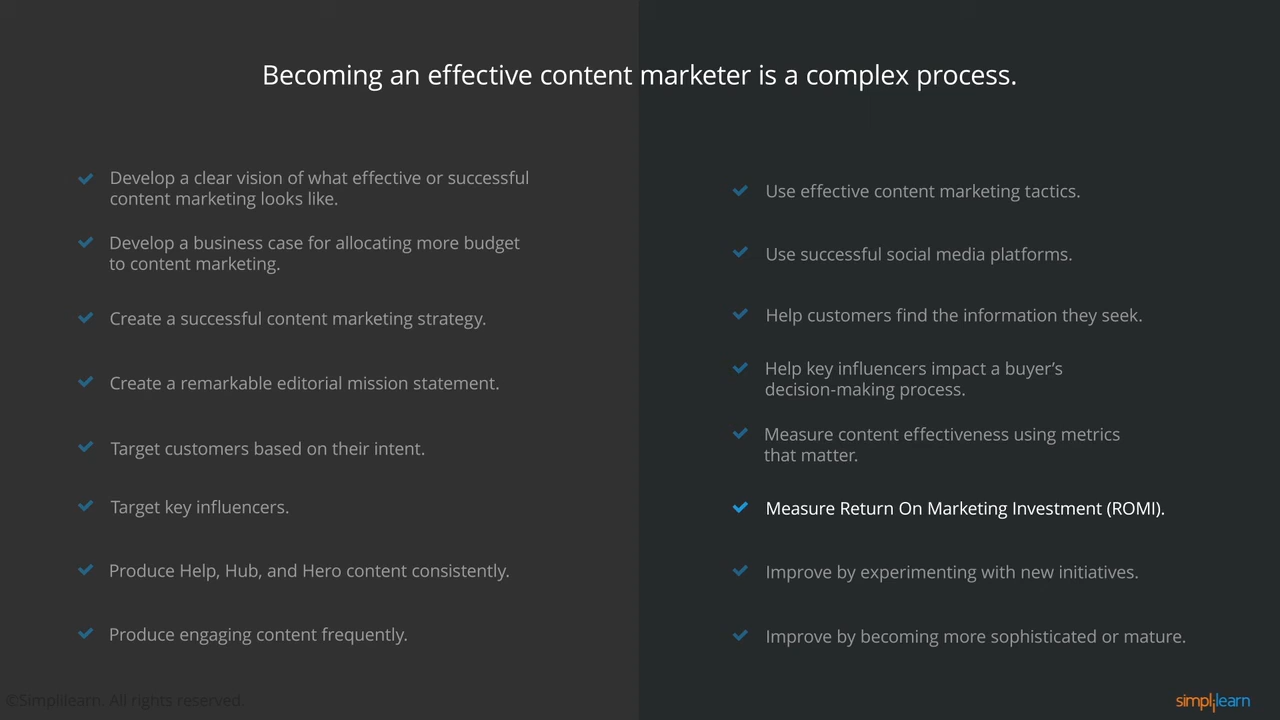 Becoming an effective content marketer is a complex process.
Develop a clear vision of what effective or successful
content marketing looks like.
Develop a business case for allocating more budget
to content marketing.
Create a successful content marketing strategy.
Create a remarkable editorial mission statement.
Target customers based on their intent.
Target key influencers.
Produce Help, Hub, and Hero content consistently.
Produce engaging content frequently.
Use effective content marketing tactics.
Use successful social media platforms.
Help customers find the information they seek.
Help key influencers impact a buyer’s
decision-making process.
Measure content effectiveness using metrics
that matter.
Measure Return On Marketing Investment (ROMI).
Improve by experimenting with new initiatives.
Improve by becoming more sophisticated or mature.
©Simplilearn. All rights reserved.
simplilearn